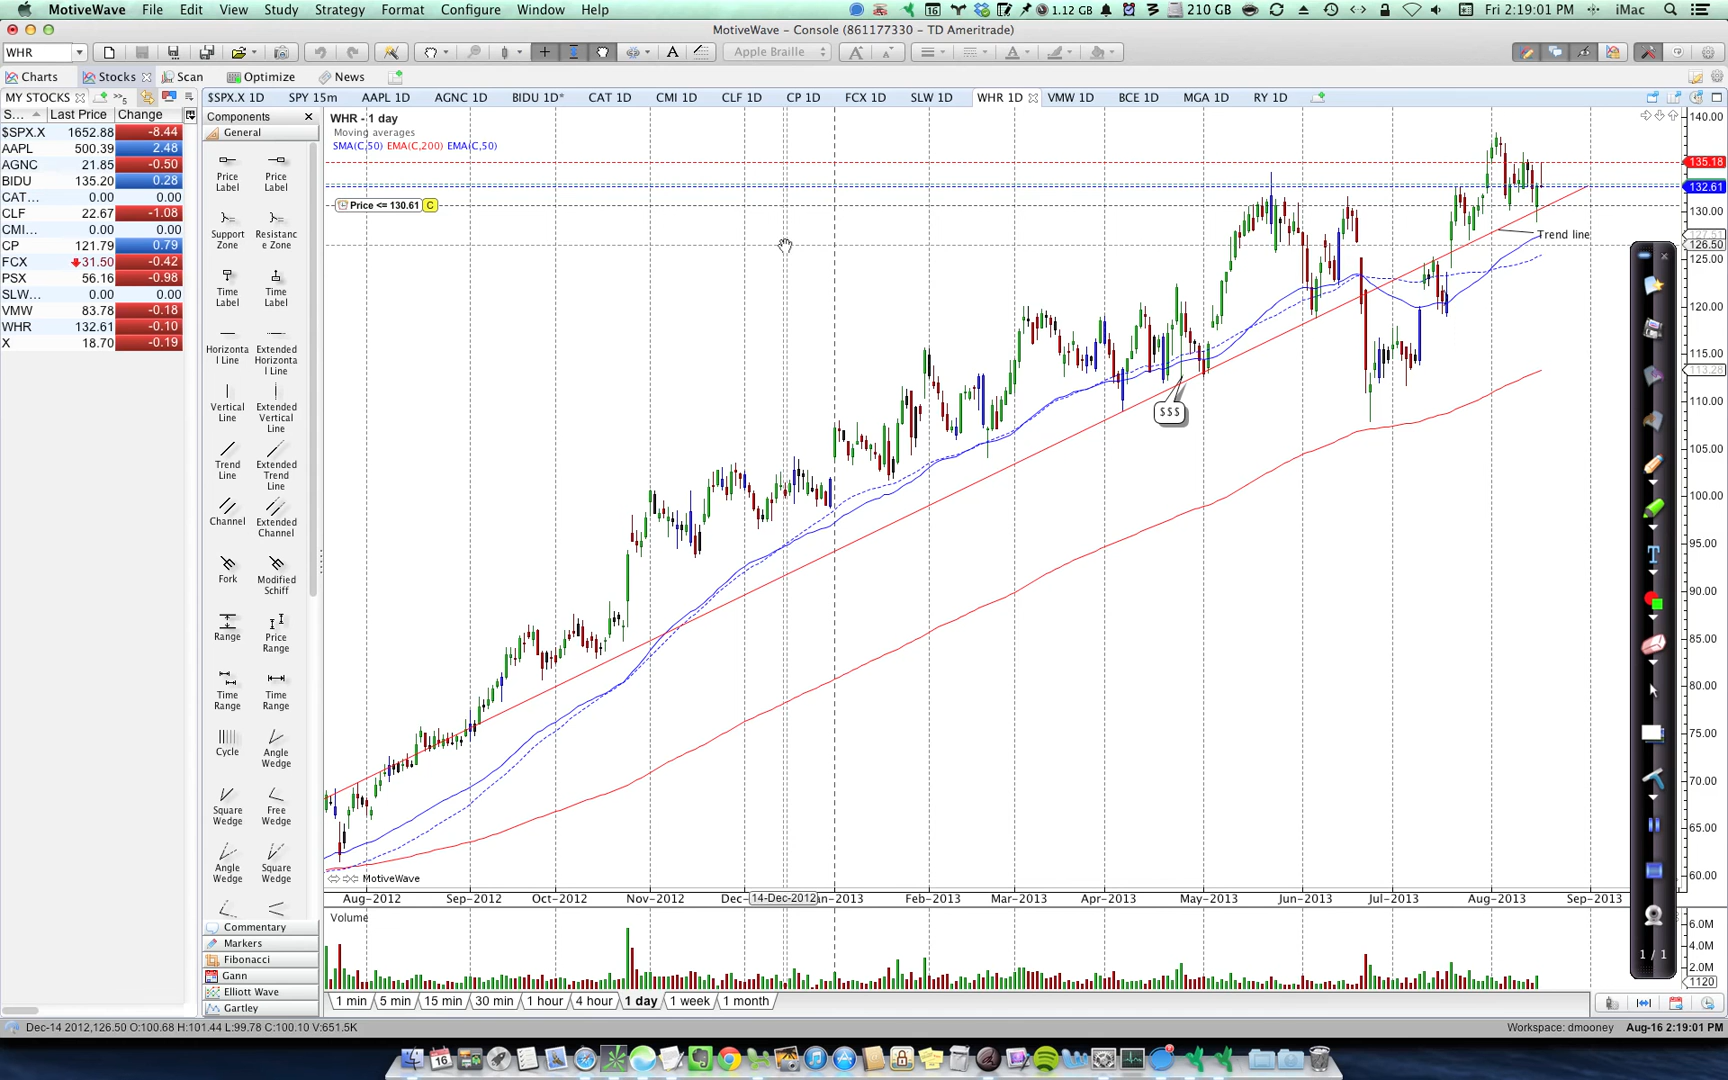 MotiveWave File Edit View Study Strategy Format Configure Window Help
16 1.12 GB 210 GB Fri 2:19:01 PM iMac
MotiveWave - Console (861177330 - TD Ameritrade)
WHR
A Apple Braille
Charts Stocks Scan Optimize News
MY STOCKS
S... Last Price Change
$SPX.X 1652.88 -8.44
AAPL 500.39 2.48
AGNC 21.85 -0.50
BIDU 135.20 0.28
CAT... 0.00 0.00
CLF 22.67 -1.08
CMI... 0.00 0.00
CP 121.79 0.79
FCX 31.50 -0.42
PSX 56.16 -0.98
SLW... 0.00 0.00
VMW 83.78 -0.18
WHR 132.61 -0.10
X 18.70 -0.19
Components
General
Price Label
Price Label
Support Zone
Resistanc e Zone
Time Label
Time Label
Horizonta l Line
Extended Horizonta l Line
Vertical Line
Extended Vertical Line
Trend Line
Extended Trend Line
Channel
Extended Channel
Fork
Modified Schiff
Range
Price Range
Time Range
Time Range
Cycle
Angle Wedge
Square Wedge
Free Wedge
Angle Wedge
Square Wedge
Commentary
Markers
Fibonacci
Gann
Elliott Wave
Gartley
$SPX.X 1D SPY 15m AAPL 1D AGNC 1D BIDU 1D* CAT 1D CMI 1D CLF 1D CP 1D FCX 1D SLW 1D WHR 1D VMW 1D BCE 1D MGA 1D RY 1D
WHR - 1 day
Moving averages
SMA(C,50) EMA(C,200) EMA(C,50)
Price <= 130.61 C
Trend line
$$$
140.00
135.18
132.61
130.00
127.51
126.50
125.00
120.00
115.00
113.28
110.00
105.00
100.00
95.00
90.00
85.00
80.00
75.00
70.00
65.00
60.00
MotiveWave
Aug-2012 Sep-2012 Oct-2012 Nov-2012 Dec- 14-Dec-2012 an-2013 Feb-2013 Mar-2013 Apr-2013 May-2013 Jun-2013 Jul-2013 Aug-2013 Sep-2013
Volume
6.0M
4.0M
2.0M
1120
T
1 / 1
1 min 5 min 15 min 30 min 1 hour 4 hour 1 day 1 week 1 month
Dec-14 2012,126.50 O:100.68 H:101.44 L:99.78 C:100.10 V:651.5K
Workspace: dmooney Aug-16 2:19:01 PM
16